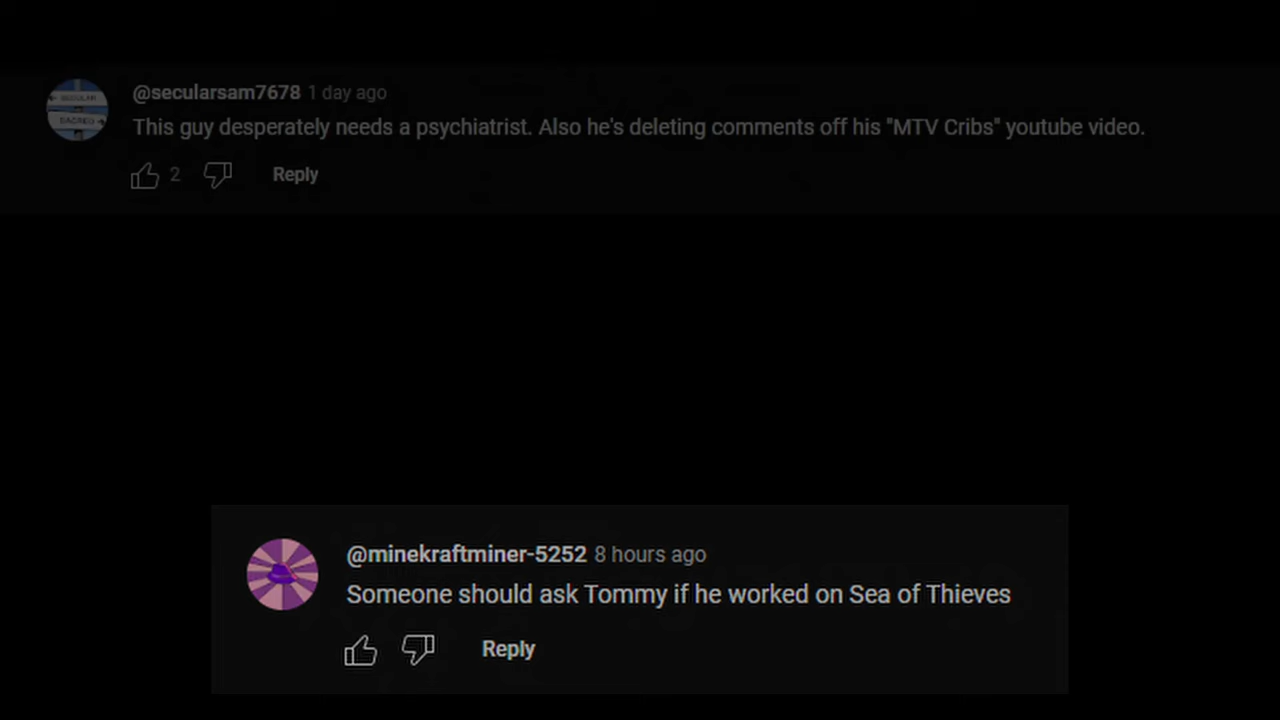 SECULAR
SACRED
@secularsam7678 1 day ago
This guy desperately needs a psychiatrist. Also he's deleting comments off his "MTV Cribs" youtube video.
2 Reply
@minekraftminer-5252 8 hours ago
Someone should ask Tommy if he worked on Sea of Thieves
Reply